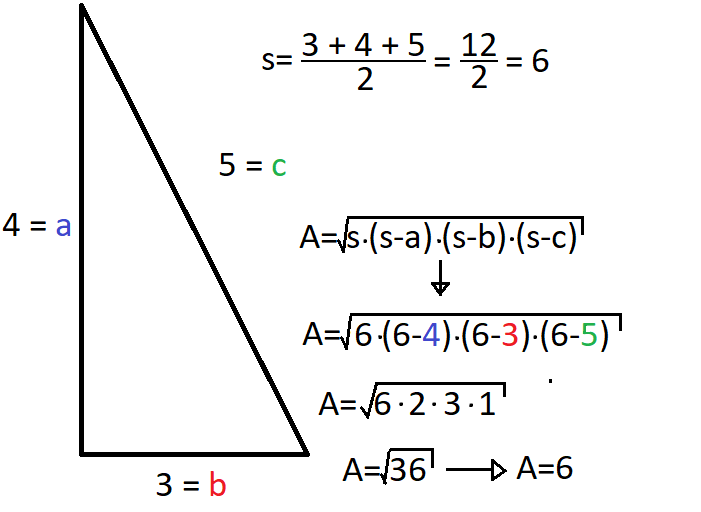 s= (3 + 4 + 5)/2 = 12/2 = 6
5 = c
4 = a
A=√s·(s-a)·(s-b)·(s-c)
A=√6·(6-4)·(6-3)·(6-5)
A=√6·2·3·1
A=√36 → A=6
3 = b